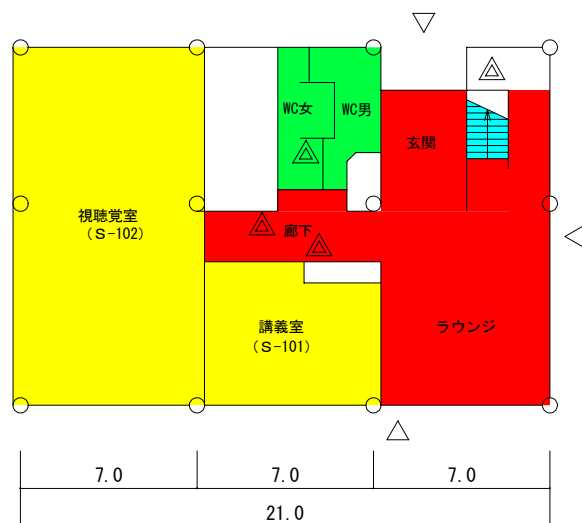 WC女
WC男
玄関
視聴覚室
（S-102）
廊下
講義室
（S-101）
ラウンジ
7.0
7.0
7.0
21.0